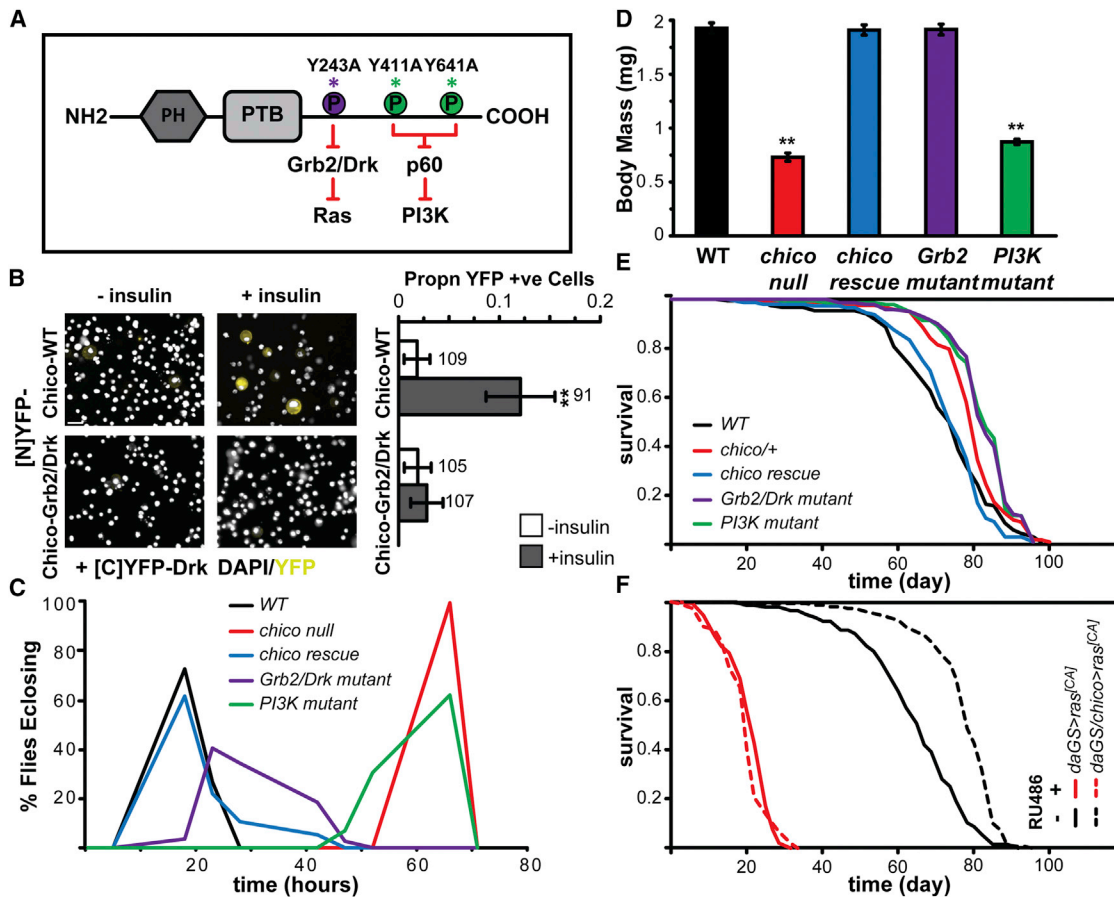 A
Y243A Y411A Y641A
* * *
P P P
NH2 PH PTB COOH
Grb2/Drk p60
Ras PI3K
B
- insulin + insulin
[N]YFP-
Chico-WT
Chico-Grb2/Drk
+ [C]YFP-Drk DAPI/YFP
Propn YFP +ve Cells
0 0.1 0.2
Chico-WT
109
91
**
Chico-Grb2/Drk
105
107
-insulin
+insulin
C
% Flies Eclosing
100
80
60
40
20
WT
chico null
chico rescue
Grb2/Drk mutant
PI3K mutant
20 40 60 80
time (hours)
D
Body Mass (mg)
2
1.5
1
0.5
0
**
**
WT chico chico Grb2 PI3K
null rescue mutant mutant
E
survival
0.8
0.6
0.4
0.2
WT
chico/+
chico rescue
Grb2/Drk mutant
PI3K mutant
20 40 60 80 100
time (day)
F
survival
0.8
0.6
0.4
0.2
RU486
- +
daGS>ras[CA]
daGS/chico>ras[CA]
20 40 60 80 100
time (day)